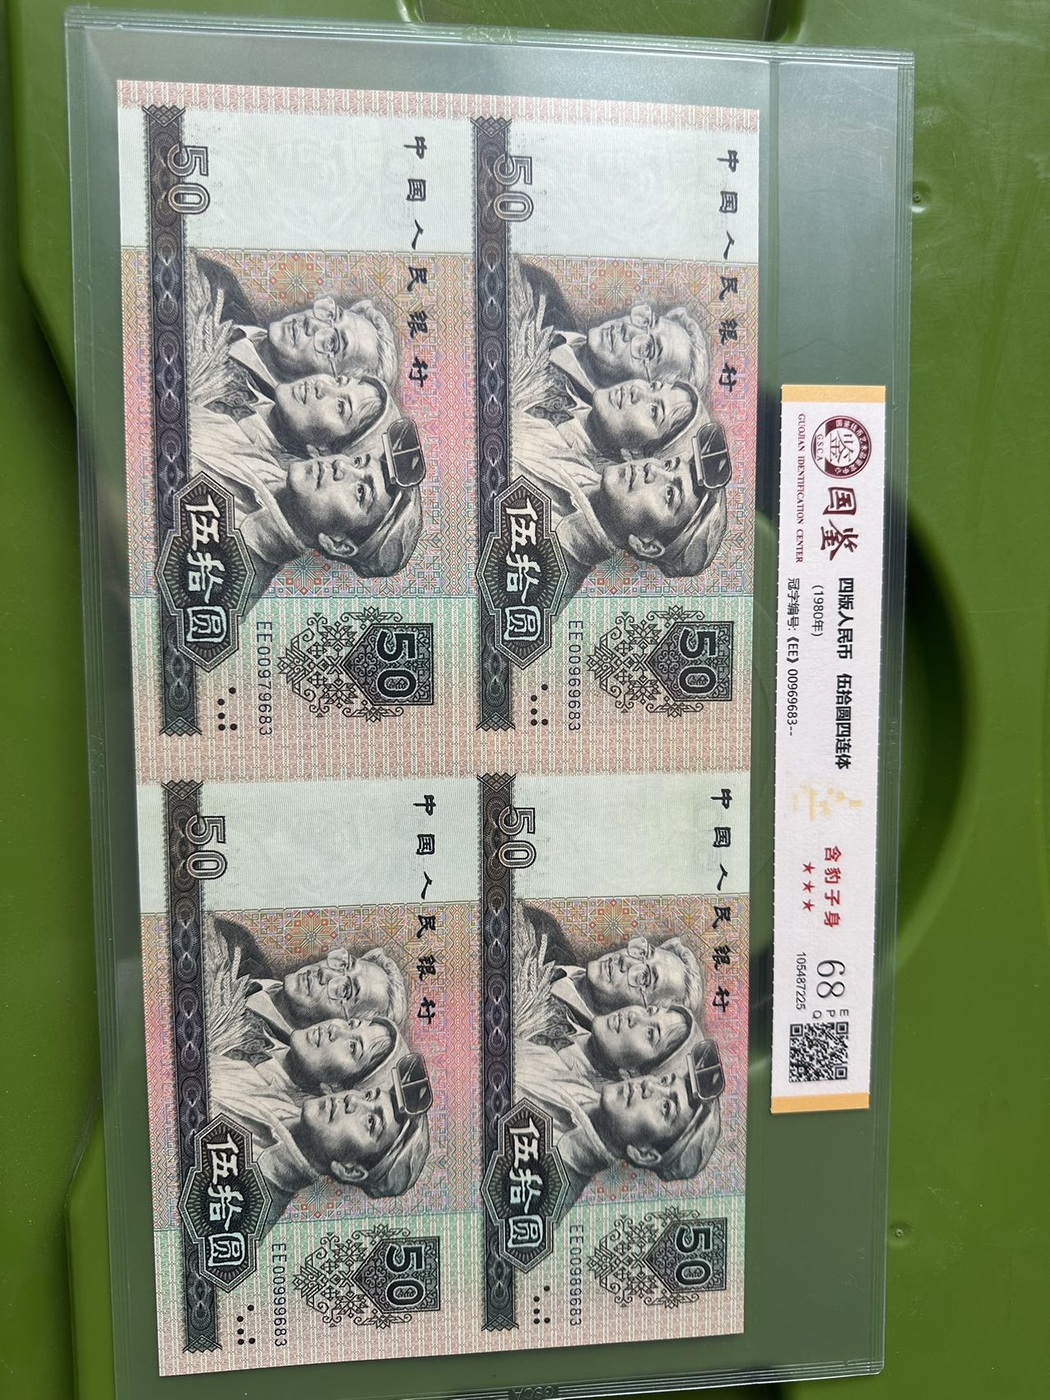 GSCA
国鉴
GUOJIAN IDENTIFICATION CENTER
四版人民币 伍拾圆四连体
(1980年)
冠字编号:《EE》00969683--
含豹子身
★★★
68
E
P
Q
105487225
中国人民银行
50
伍拾圆
50
EE00969683
中国人民银行
50
伍拾圆
50
EE00989683
中国人民银行
50
伍拾圆
50
EE00979683
中国人民银行
50
伍拾圆
50
EE00999683
GSCA